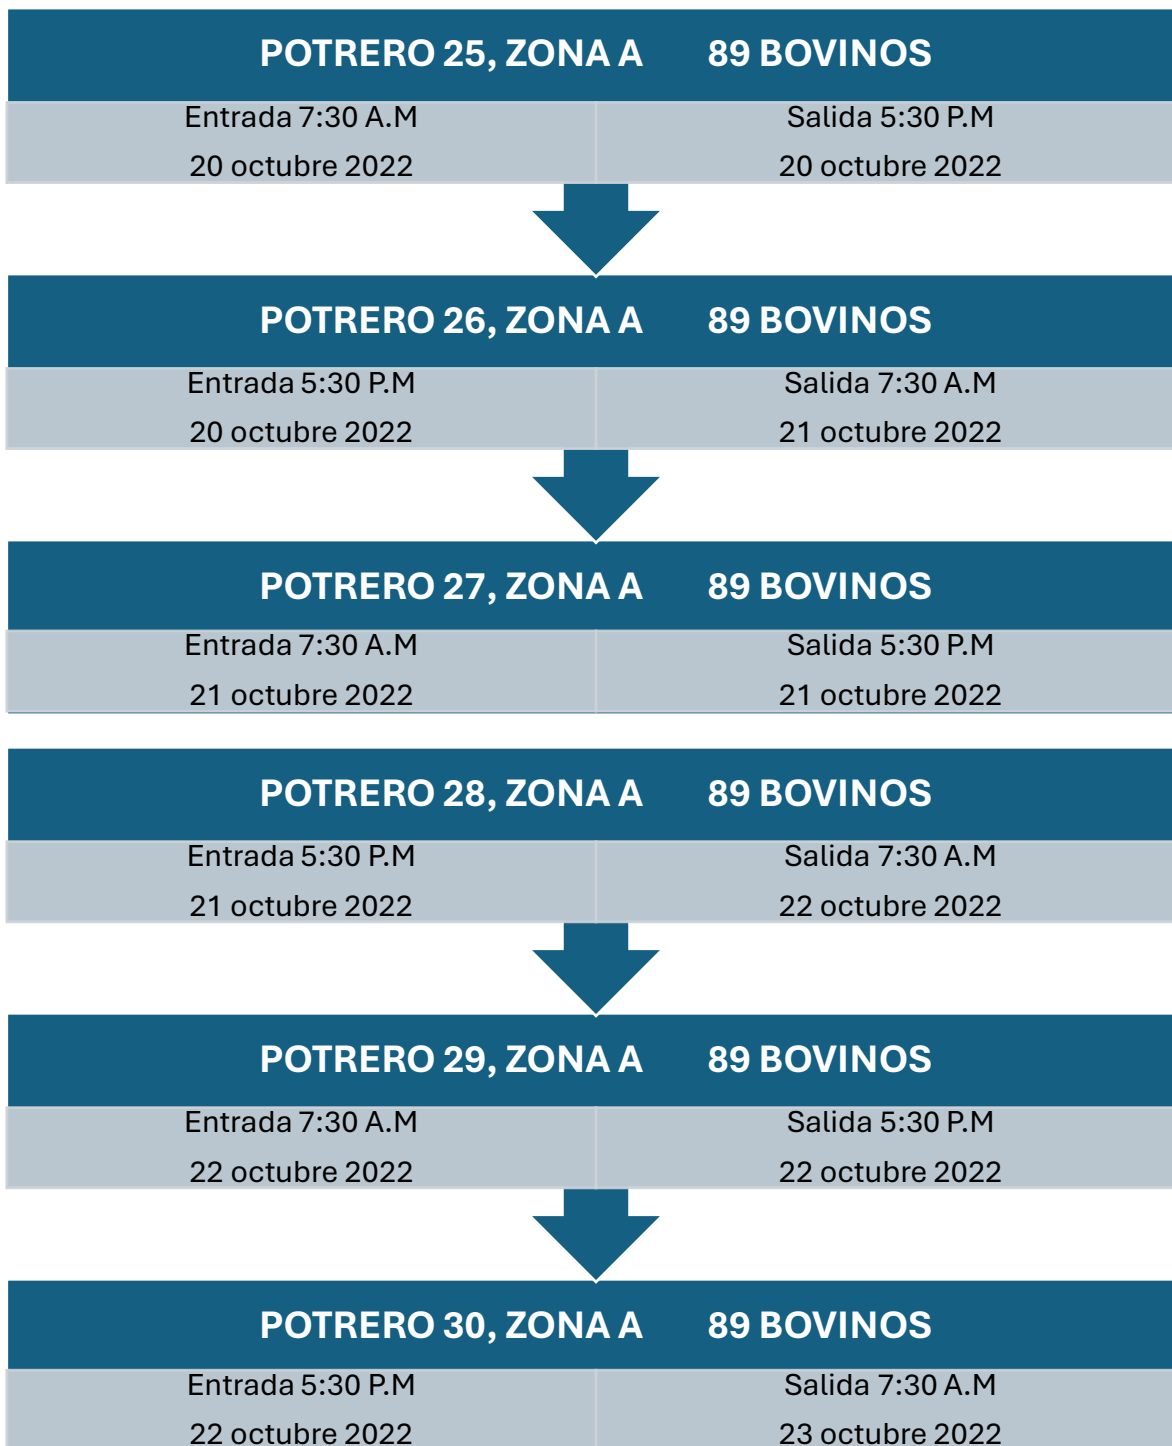 POTRERO 25, ZONA A 89 BOVINOS
Entrada 7:30 A.M
20 octubre 2022
Salida 5:30 P.M
20 octubre 2022
POTRERO 26, ZONA A 89 BOVINOS
Entrada 5:30 P.M
20 octubre 2022
Salida 7:30 A.M
21 octubre 2022
POTRERO 27, ZONA A 89 BOVINOS
Entrada 7:30 A.M
21 octubre 2022
Salida 5:30 P.M
21 octubre 2022
POTRERO 28, ZONA A 89 BOVINOS
Entrada 5:30 P.M
21 octubre 2022
Salida 7:30 A.M
22 octubre 2022
POTRERO 29, ZONA A 89 BOVINOS
Entrada 7:30 A.M
22 octubre 2022
Salida 5:30 P.M
22 octubre 2022
POTRERO 30, ZONA A 89 BOVINOS
Entrada 5:30 P.M
22 octubre 2022
Salida 7:30 A.M
23 octubre 2022